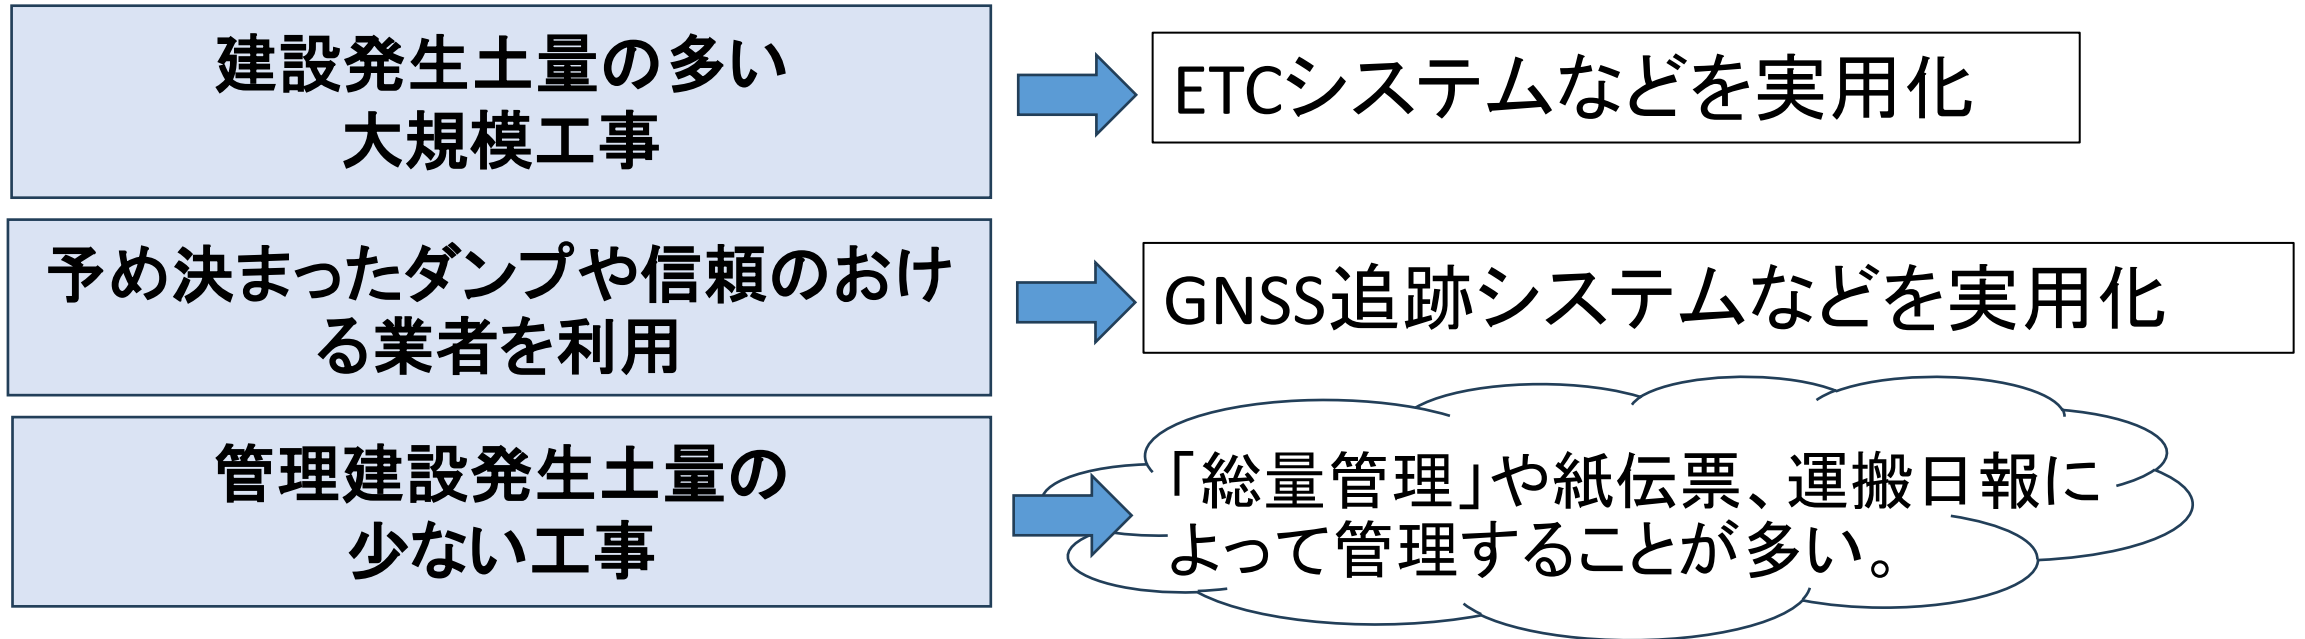 建設発生土量の多い
大規模工事
ETCシステムなどを実用化
予め決まったダンプや信頼のおけ
る業者を利用
GNSS追跡システムなどを実用化
管理建設発生土量の
少ない工事
「総量管理」や紙伝票、運搬日報に
よって管理することが多い。